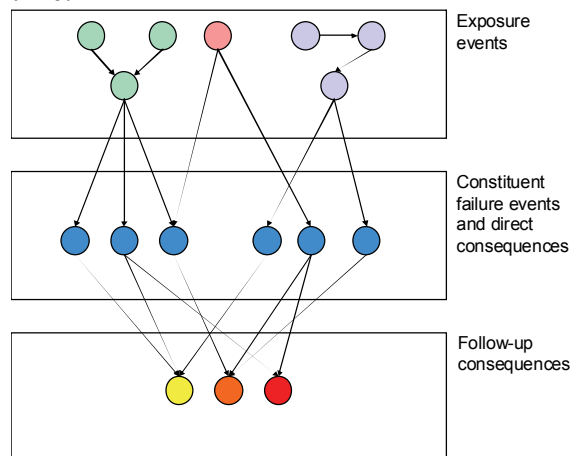 Exposure
events
Constituent
failure events
and direct
consequences
Follow-up
consequences